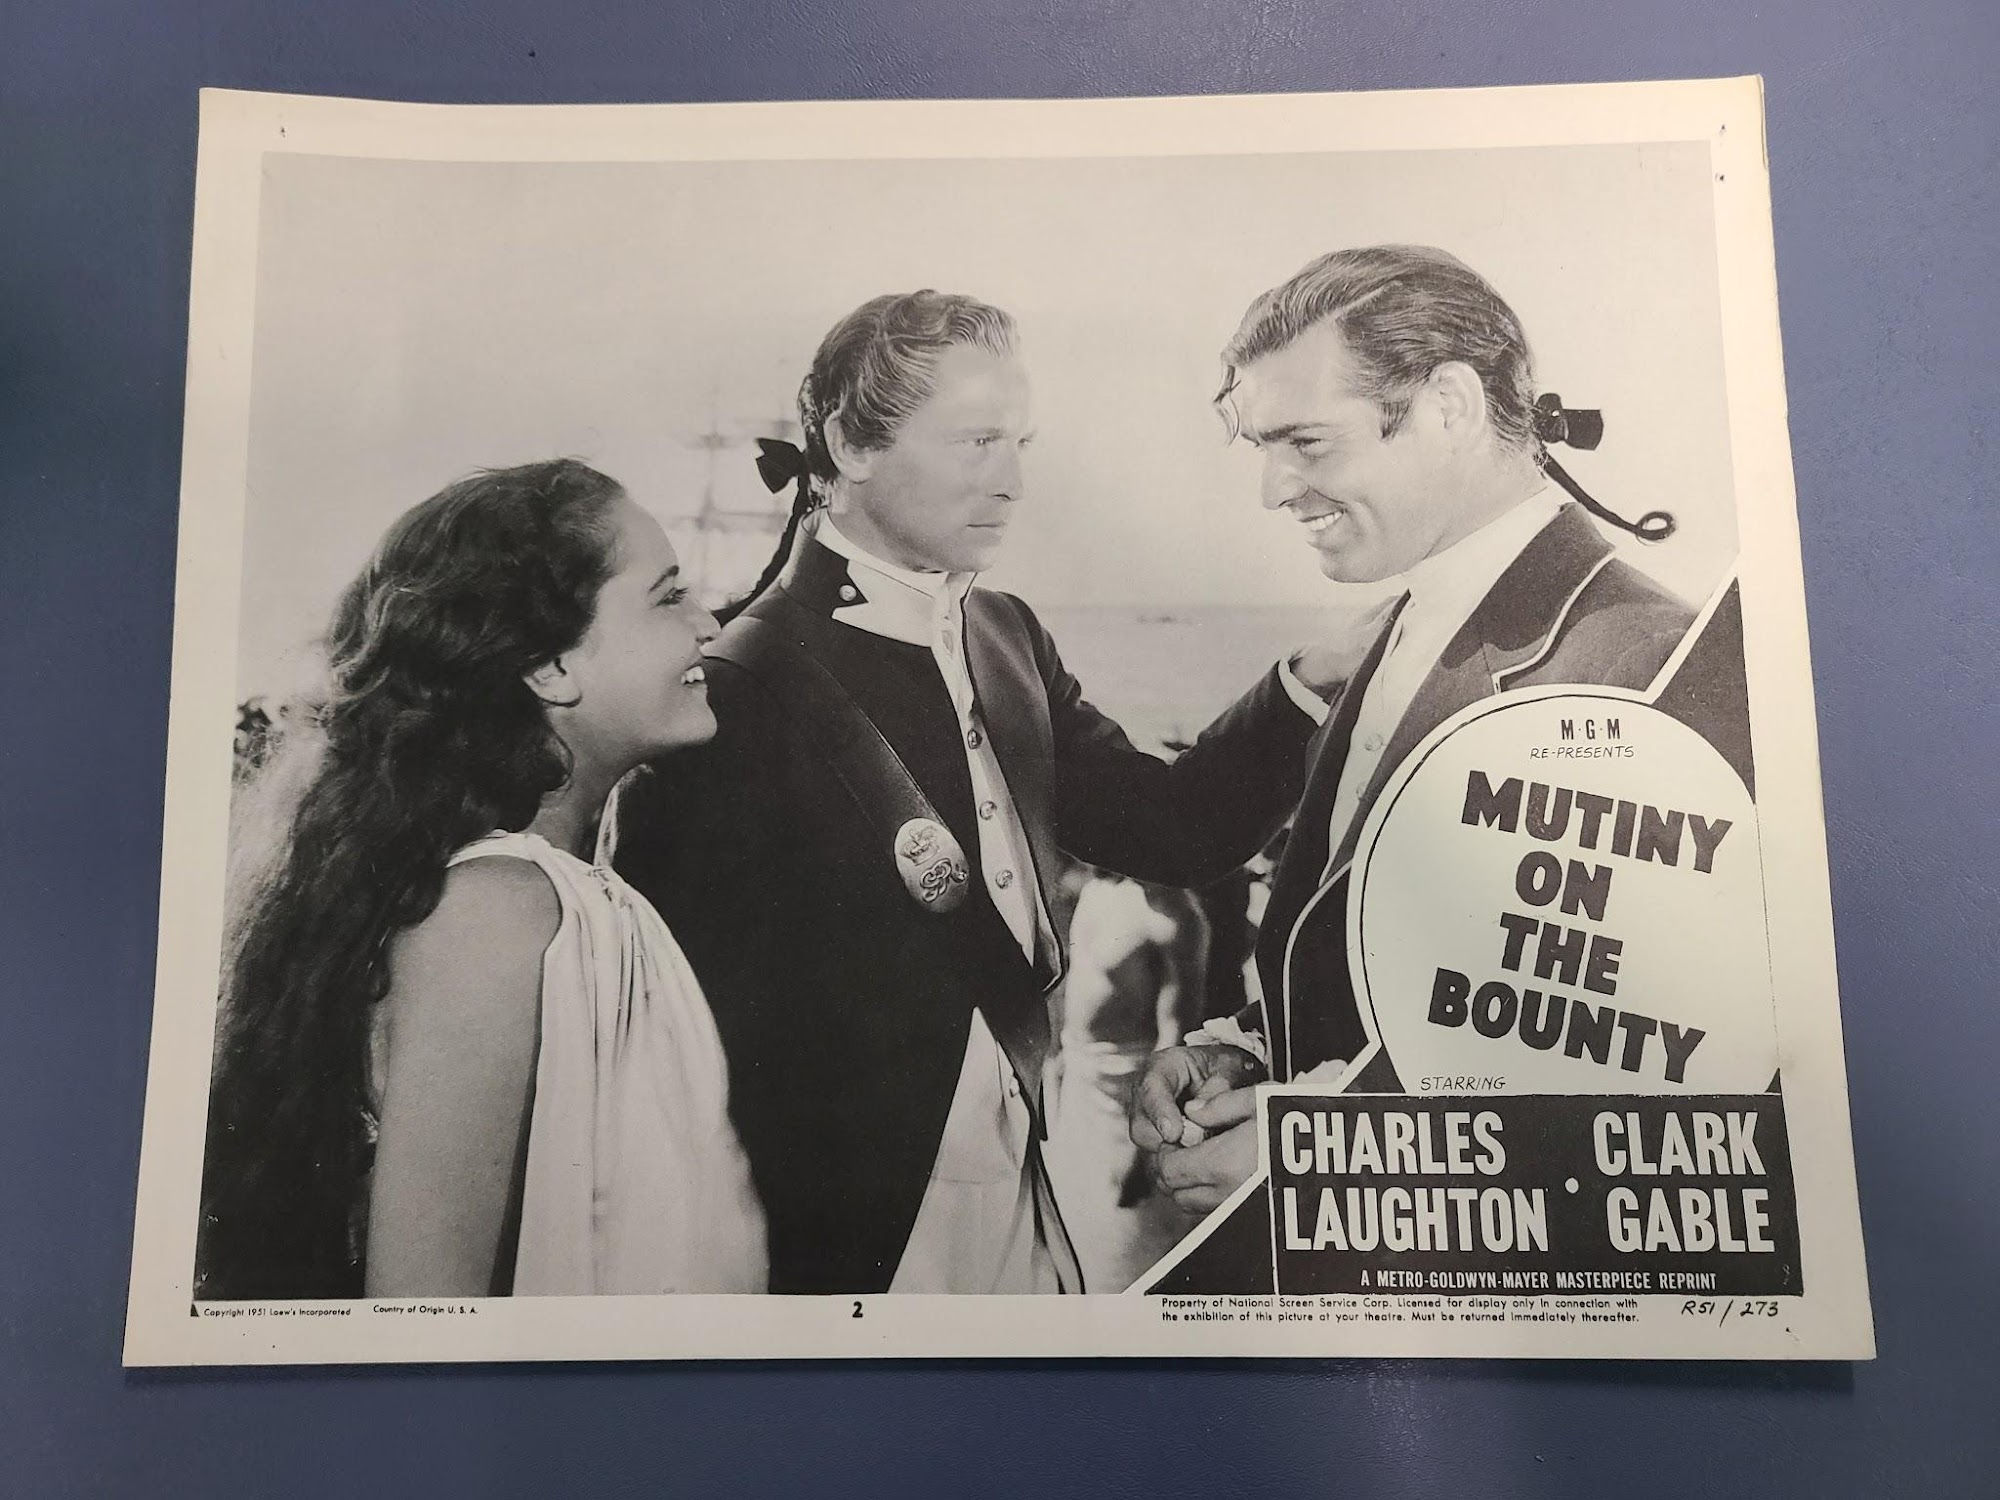 M·G·M
RE-PRESENTS
MUTINY
ON
THE
BOUNTY
STARRING
CHARLES LAUGHTON · CLARK GABLE
A METRO-GOLDWYN-MAYER MASTERPIECE REPRINT
Copyright 1951 Loew's Incorporated
Country of Origin U. S. A.
2
Property of National Screen Service Corp. Licensed for display only in connection with
the exhibition of this picture at your theatre. Must be returned immediately thereafter.
R51/273
GR